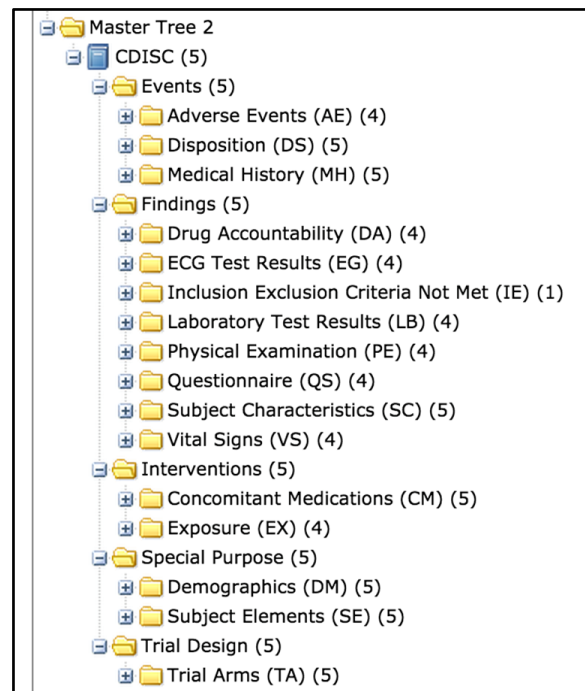 Master Tree 2
CDISC (5)
Events (5)
Adverse Events (AE) (4)
Disposition (DS) (5)
Medical History (MH) (5)
Findings (5)
Drug Accountability (DA) (4)
ECG Test Results (EG) (4)
Inclusion Exclusion Criteria Not Met (IE) (1)
Laboratory Test Results (LB) (4)
Physical Examination (PE) (4)
Questionnaire (QS) (4)
Subject Characteristics (SC) (5)
Vital Signs (VS) (4)
Interventions (5)
Concomitant Medications (CM) (5)
Exposure (EX) (4)
Special Purpose (5)
Demographics (DM) (5)
Subject Elements (SE) (5)
Trial Design (5)
Trial Arms (TA) (5)